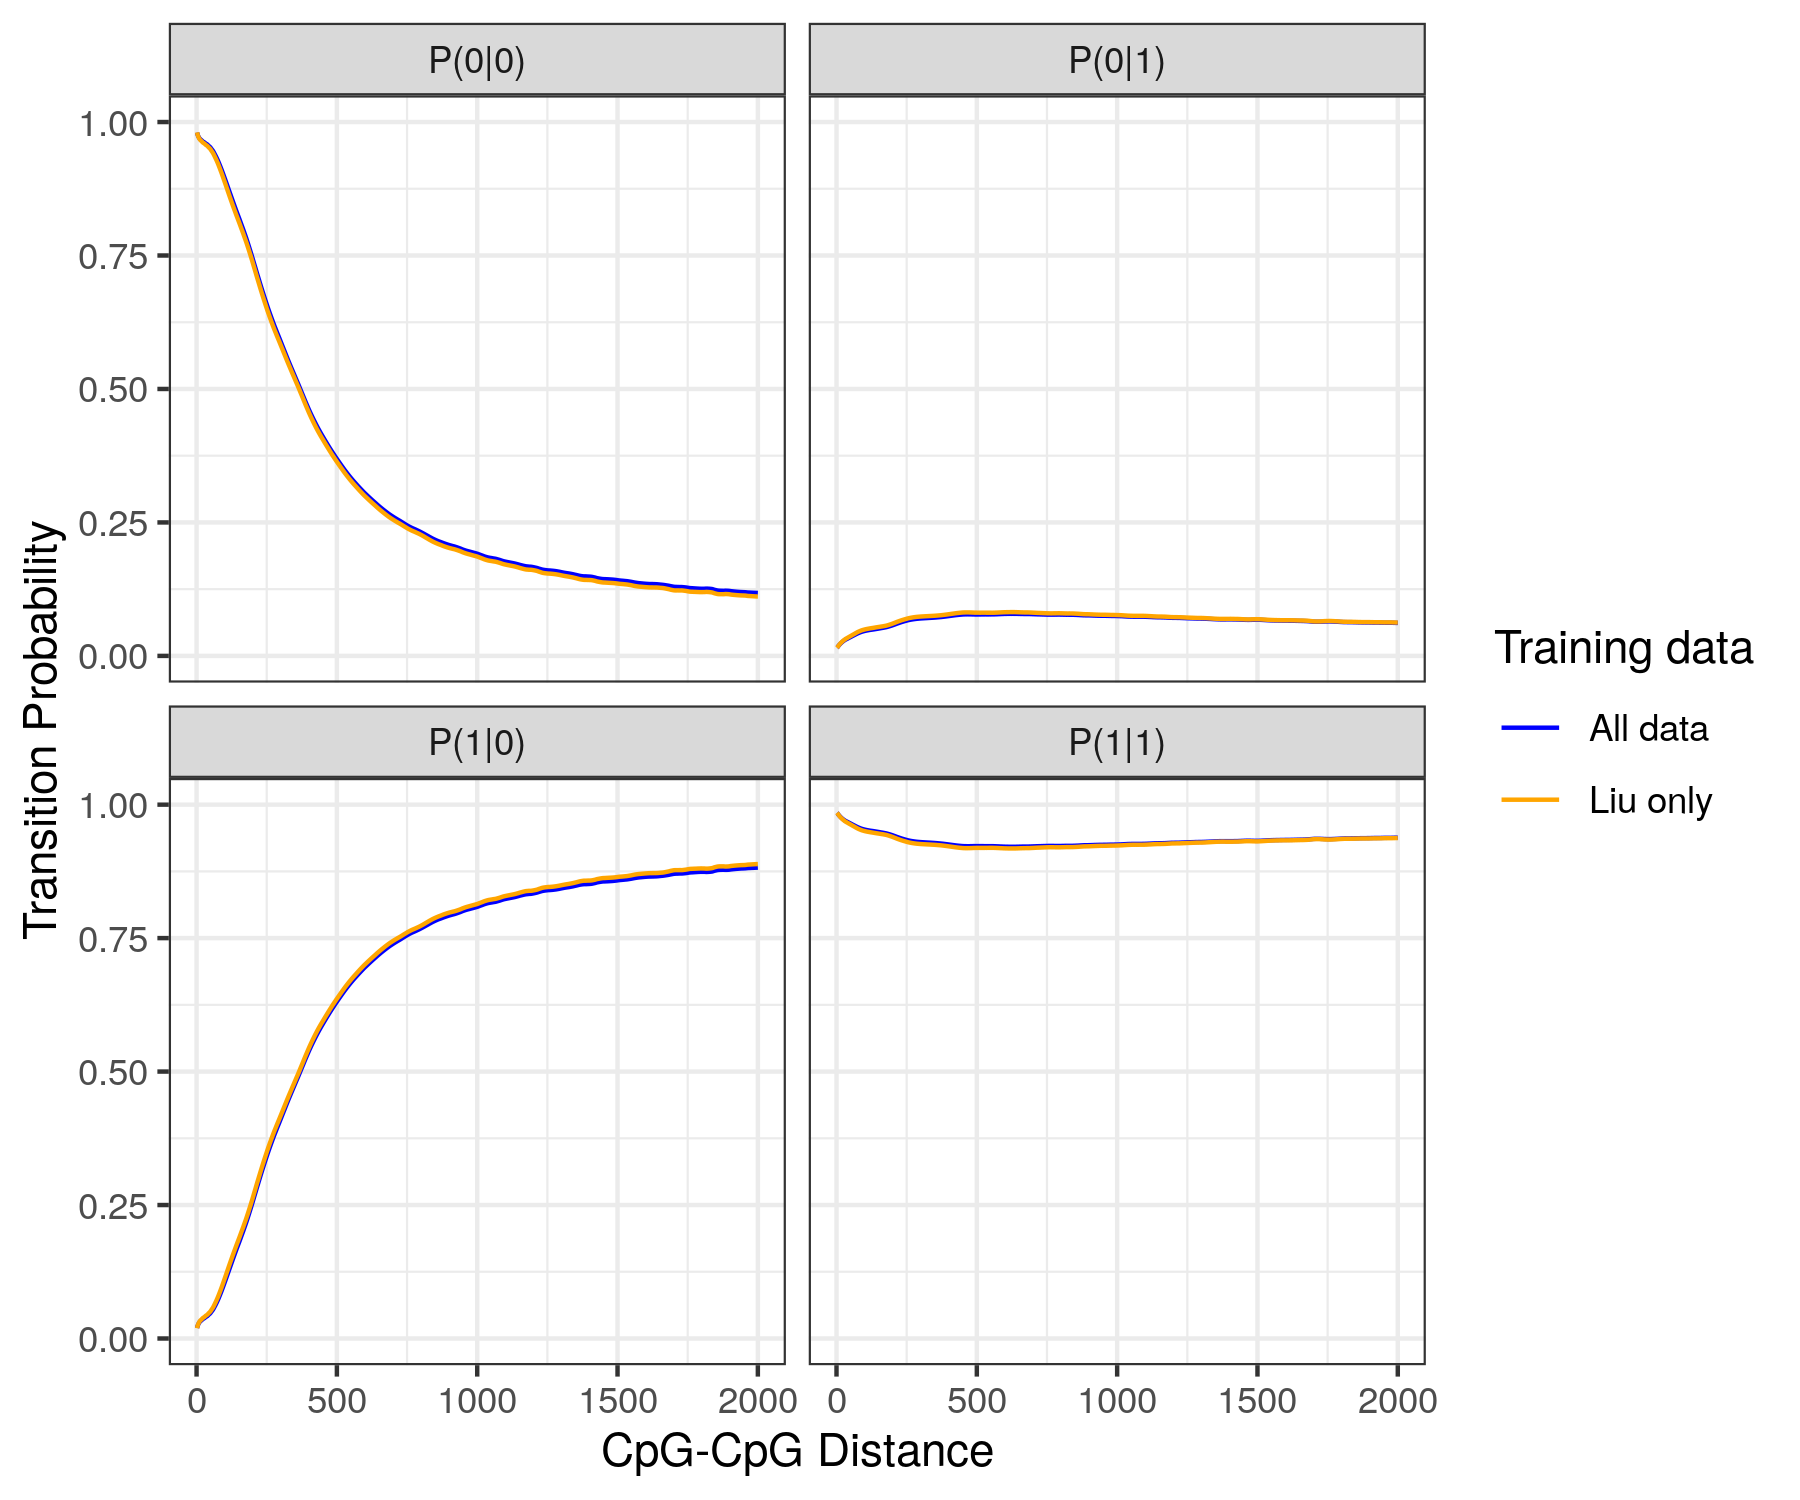 P(0|0)
P(0|1)
1.00
0.75
0.50
0.25
0.00
P(1|0)
P(1|1)
1.00
0.75
0.50
0.25
0.00
0 500 1000 1500 2000
0 500 1000 1500 2000
CpG-CpG Distance
Transition Probability
Training data
All data
Liu only